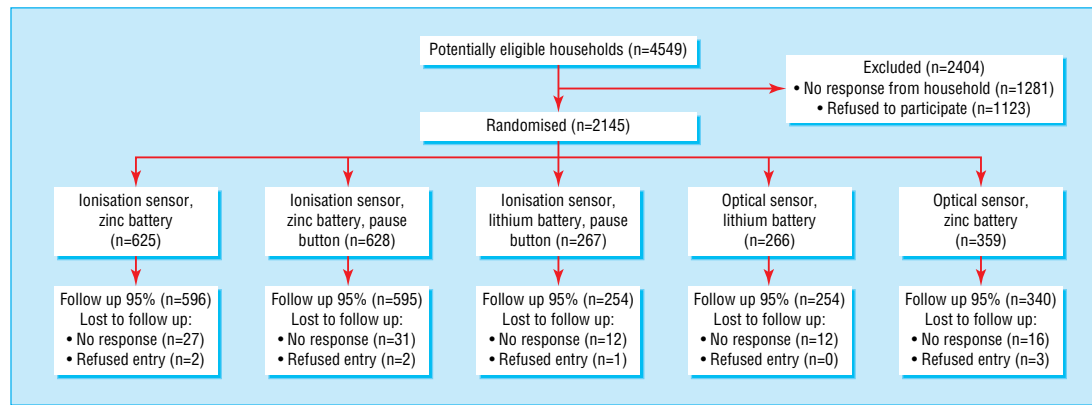 Potentially eligible households (n=4549)
Excluded (n=2404)
• No response from household (n=1281)
• Refused to participate (n=1123)
Randomised (n=2145)
Ionisation sensor,
zinc battery
(n=625)
Ionisation sensor,
zinc battery, pause
button (n=628)
Ionisation sensor,
lithium battery, pause
button (n=267)
Optical sensor,
lithium battery
(n=266)
Optical sensor,
zinc battery
(n=359)
Follow up 95% (n=596)
Lost to follow up:
• No response (n=27)
• Refused entry (n=2)
Follow up 95% (n=595)
Lost to follow up:
• No response (n=31)
• Refused entry (n=2)
Follow up 95% (n=254)
Lost to follow up:
• No response (n=12)
• Refused entry (n=1)
Follow up 95% (n=254)
Lost to follow up:
• No response (n=12)
• Refused entry (n=0)
Follow up 95% (n=340)
Lost to follow up:
• No response (n=16)
• Refused entry (n=3)